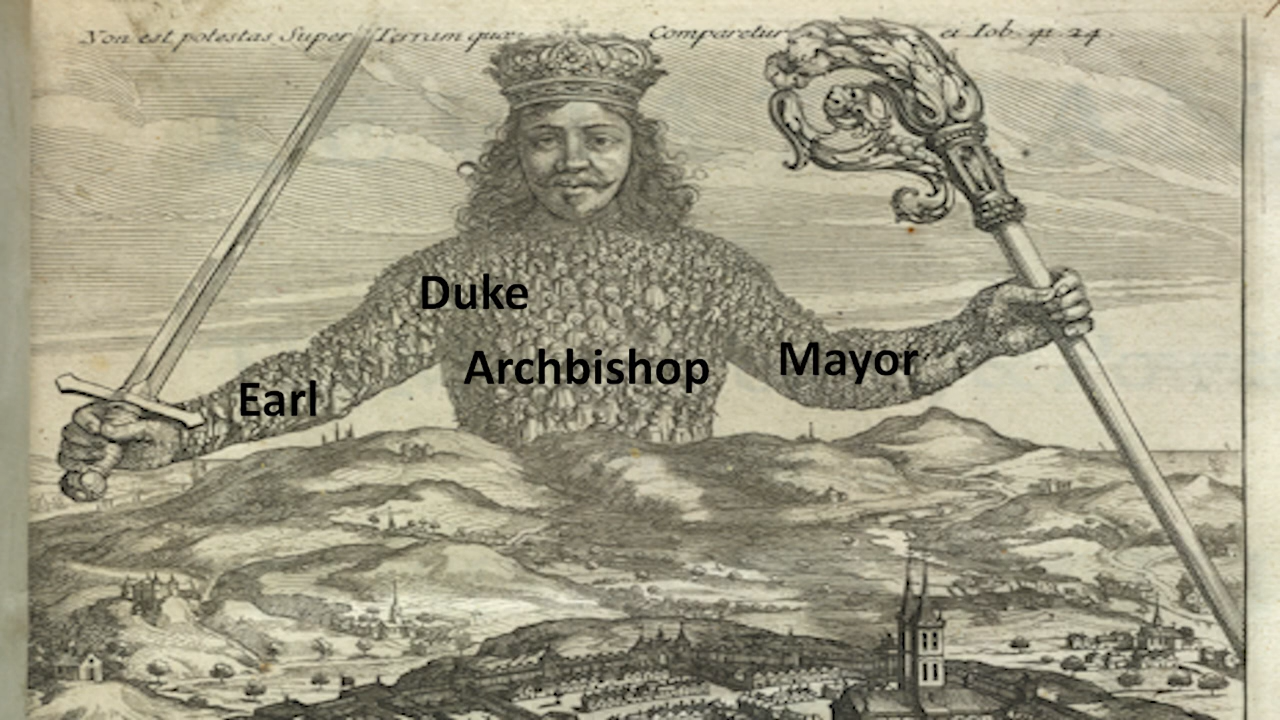 Non est potestas Super Terram quæ Comparetur ei Iob. 41. 24.
Duke
Archbishop
Mayor
Earl